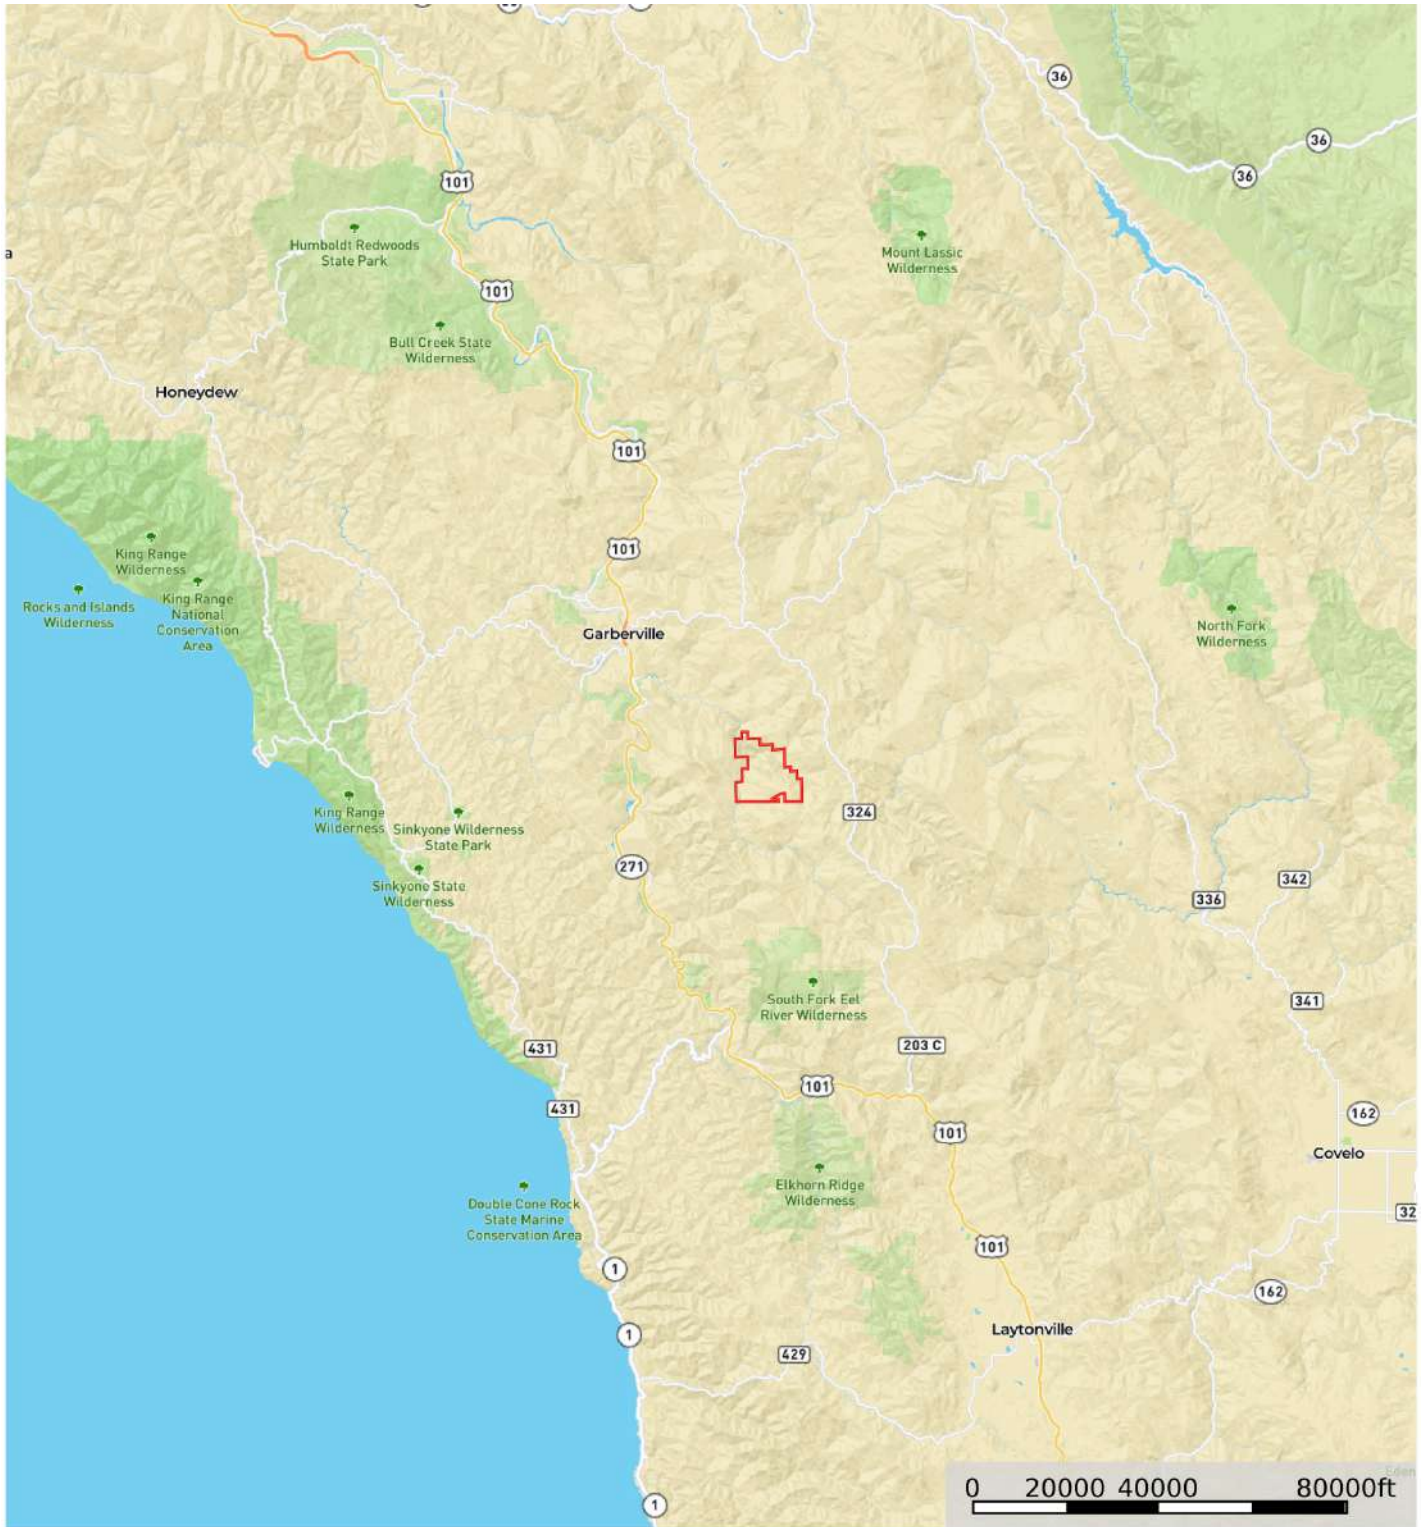 36
36
36
101
Humboldt Redwoods
State Park
Mount Lassic
Wilderness
a
101
Bull Creek State
Wilderness
Honeydew
101
101
King Range
Wilderness
Rocks and Islands
Wilderness
King Range
National
Conservation
Area
Garberville
North Fork
Wilderness
King Range
Wilderness
Sinkyone Wilderness
State Park
324
271
Sinkyone State
Wilderness
342
336
South Fork Eel
River Wilderness
341
431
203 C
101
431
162
101
Covelo
Elkhorn Ridge
Wilderness
Double Cone Rock
State Marine
Conservation Area
32
101
1
162
1
Laytonville
429
Eden
0 20000 40000 80000ft
1